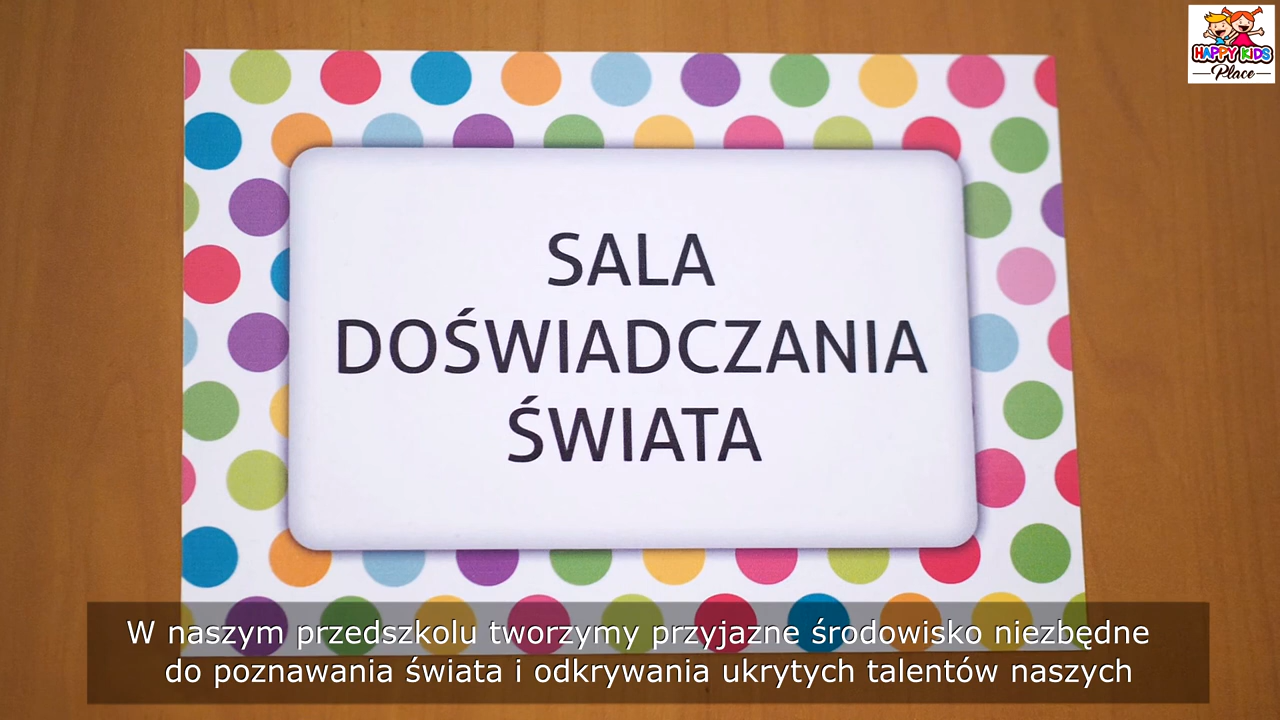 HAPPY KIDS
Place
SALA
DOŚWIADCZANIA
ŚWIATA
W naszym przedszkolu tworzymy przyjazne środowisko niezbędne
do poznawania świata i odkrywania ukrytych talentów naszych